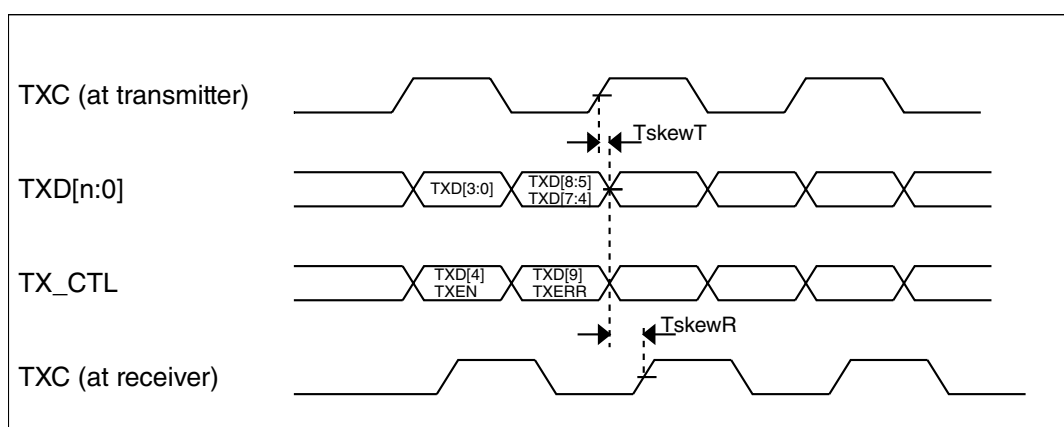 TXC (at transmitter)
TskewT
TXD[n:0]
TXD[3:0]
TXD[8:5]
TXD[7:4]
TX_CTL
TXD[4]
TXEN
TXD[9]
TXERR
TskewR
TXC (at receiver)